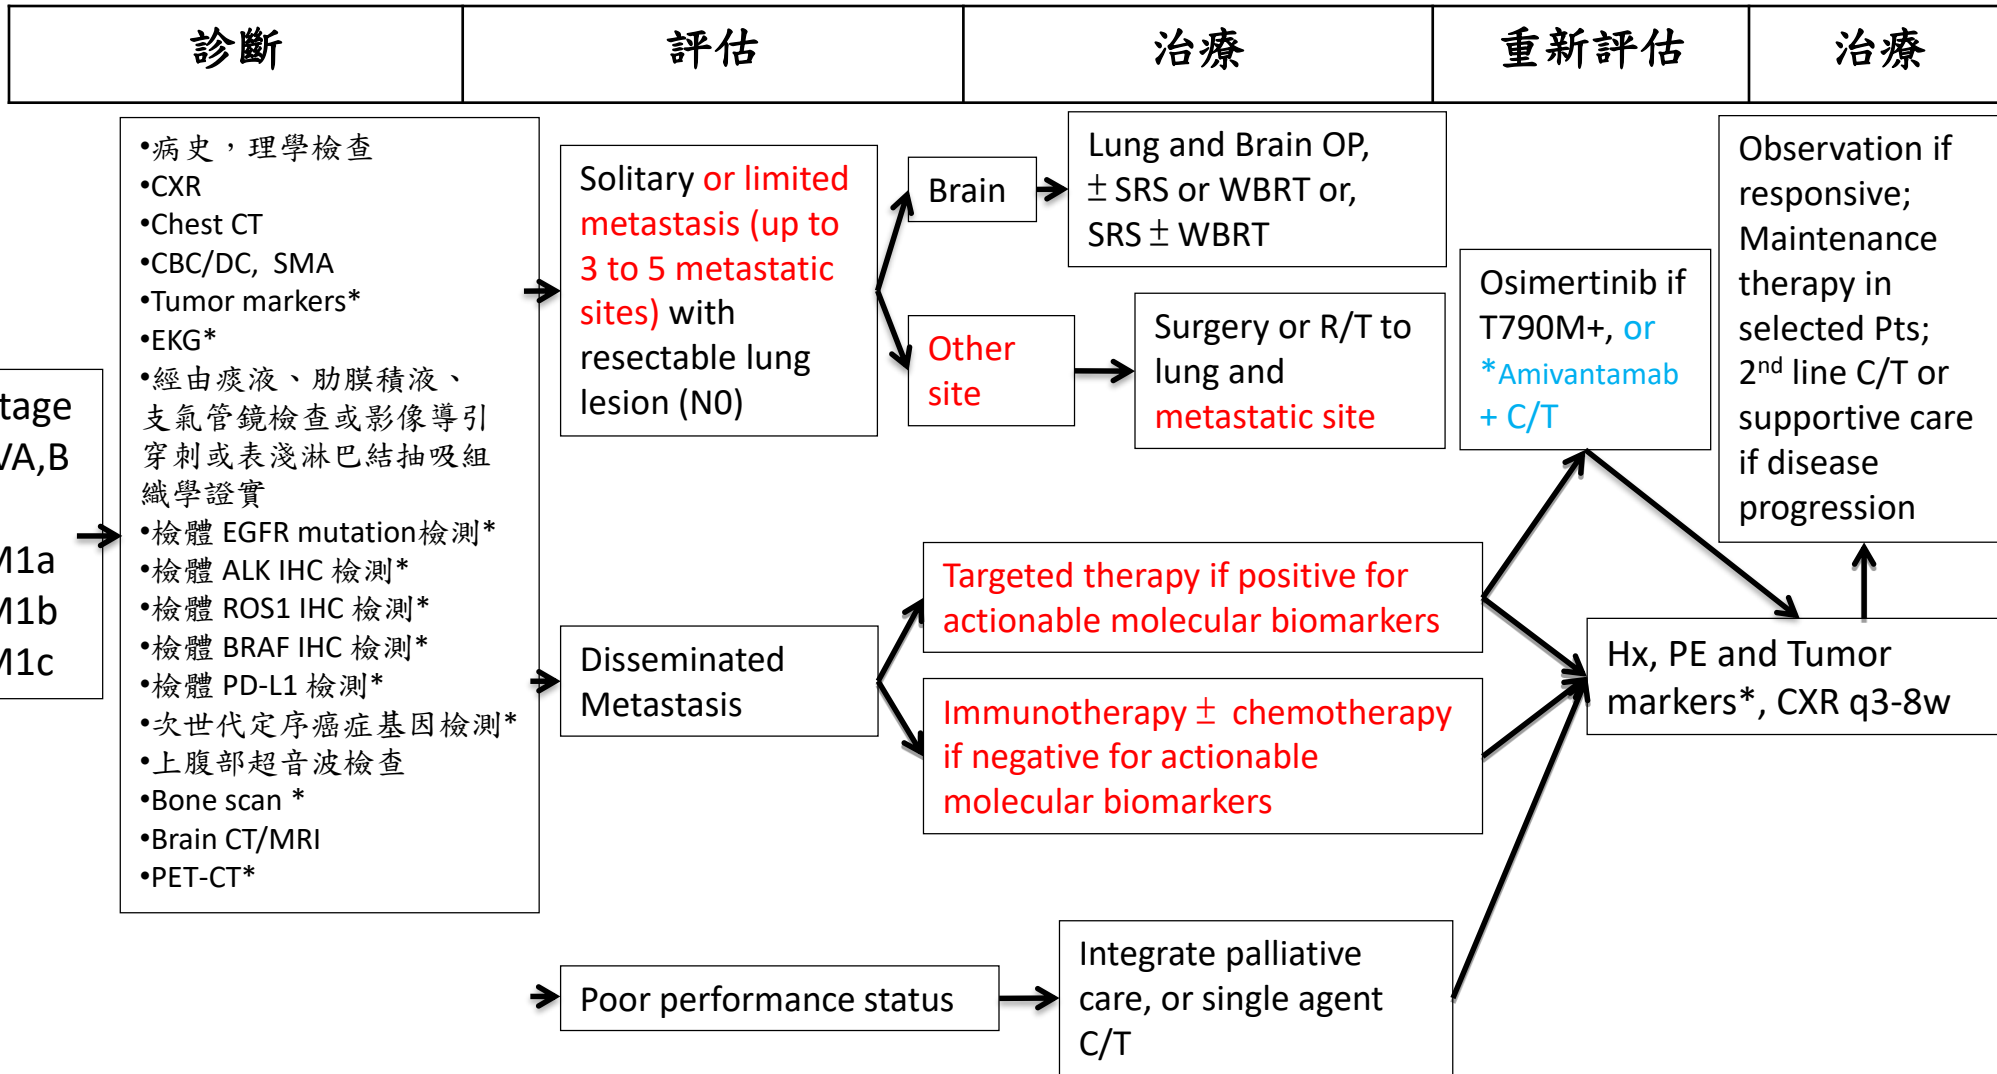 診斷
評估
治療
重新評估
治療
tage
VA,B
M1a
M1b
M1c
•病史，理學檢查
•CXR
•Chest CT
•CBC/DC, SMA
•Tumor markers*
•EKG*
•經由痰液、肋膜積液、
支氣管鏡檢查或影像導引
穿刺或表淺淋巴結抽吸組
織學證實
•檢體 EGFR mutation檢測*
•檢體 ALK IHC 檢測*
•檢體 ROS1 IHC 檢測*
•檢體 BRAF IHC 檢測*
•檢體 PD-L1 檢測*
•次世代定序癌症基因檢測*
•上腹部超音波檢查
•Bone scan *
•Brain CT/MRI
•PET-CT*
Solitary or limited
metastasis (up to
3 to 5 metastatic
sites) with
resectable lung
lesion (N0)
Brain
Lung and Brain OP,
± SRS or WBRT or,
SRS ± WBRT
Other
site
Surgery or R/T to
lung and
metastatic site
Disseminated
Metastasis
Targeted therapy if positive for
actionable molecular biomarkers
Immunotherapy ± chemotherapy
if negative for actionable
molecular biomarkers
Poor performance status
Integrate palliative
care, or single agent
C/T
Osimertinib if
T790M+, or
*Amivantamab
+ C/T
Hx, PE and Tumor
markers*, CXR q3-8w
Observation if
responsive;
Maintenance
therapy in
selected Pts;
2nd line C/T or
supportive care
if disease
progression